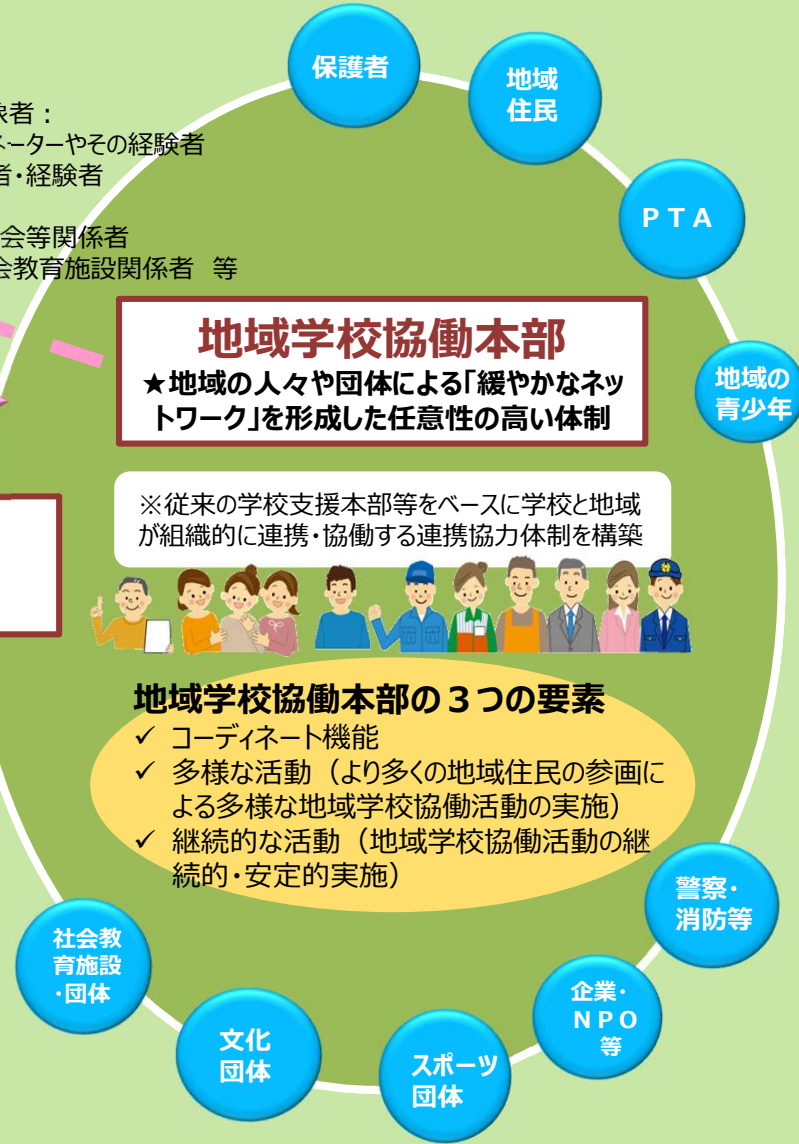 保護者
地域
住民
象者：
ネーターやその経験者
者・経験者
会等関係者
会教育施設関係者 等
ＰＴＡ
地域学校協働本部
★地域の人々や団体による「緩やかなネッ
トワーク」を形成した任意性の高い体制
地域の
青少年
※従来の学校支援本部等をベースに学校と地域
が組織的に連携・協働する連携協力体制を構築
地域学校協働本部の３つの要素
✓ コーディネート機能
✓ 多様な活動（より多くの地域住民の参画に
よる多様な地域学校協働活動の実施）
✓ 継続的な活動（地域学校協働活動の継
続的・安定的実施）
警察・
消防等
社会教
育施設
・団体
企業・
ＮＰＯ
等
文化
団体
スポーツ
団体